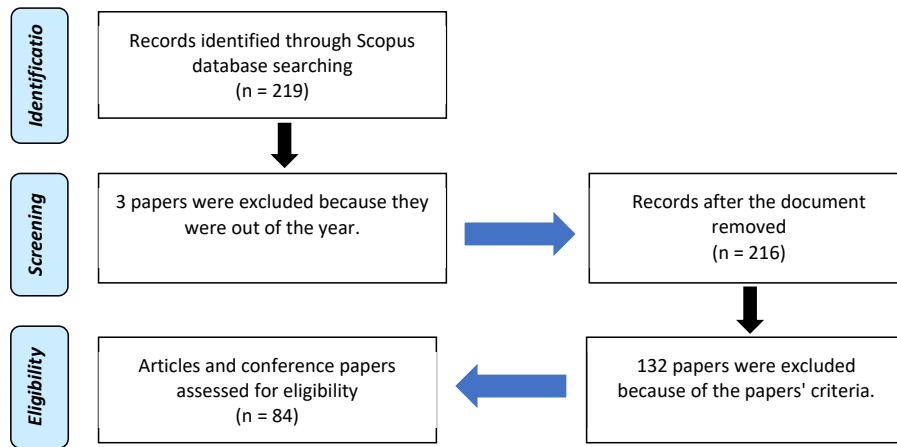 Identificatio
Records identified through Scopus
database searching
(n = 219)
Screening
3 papers were excluded because they
were out of the year.
Records after the document
removed
(n = 216)
Eligibility
Articles and conference papers
assessed for eligibility
(n = 84)
132 papers were excluded
because of the papers' criteria.